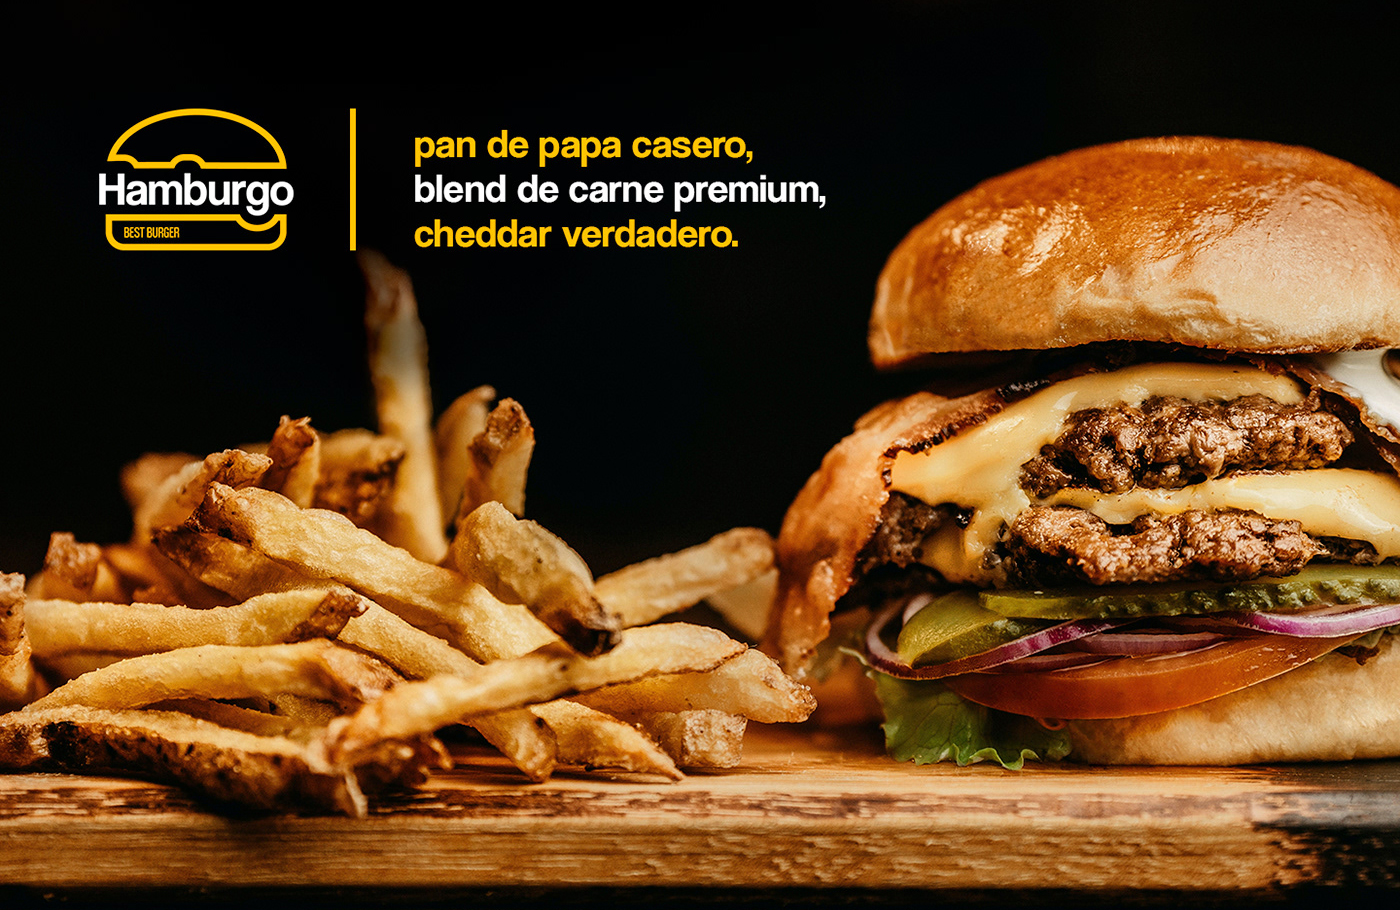 Hamburgo
BEST BURGER
pan de papa casero,
blend de carne premium,
cheddar verdadero.